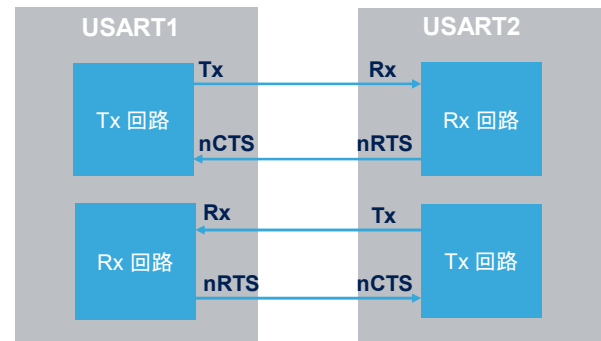 USART1 USART2
Tx Rx
Tx 回路 Rx 回路
nCTS nRTS
Rx Tx
Rx 回路 Tx 回路
nRTS nCTS